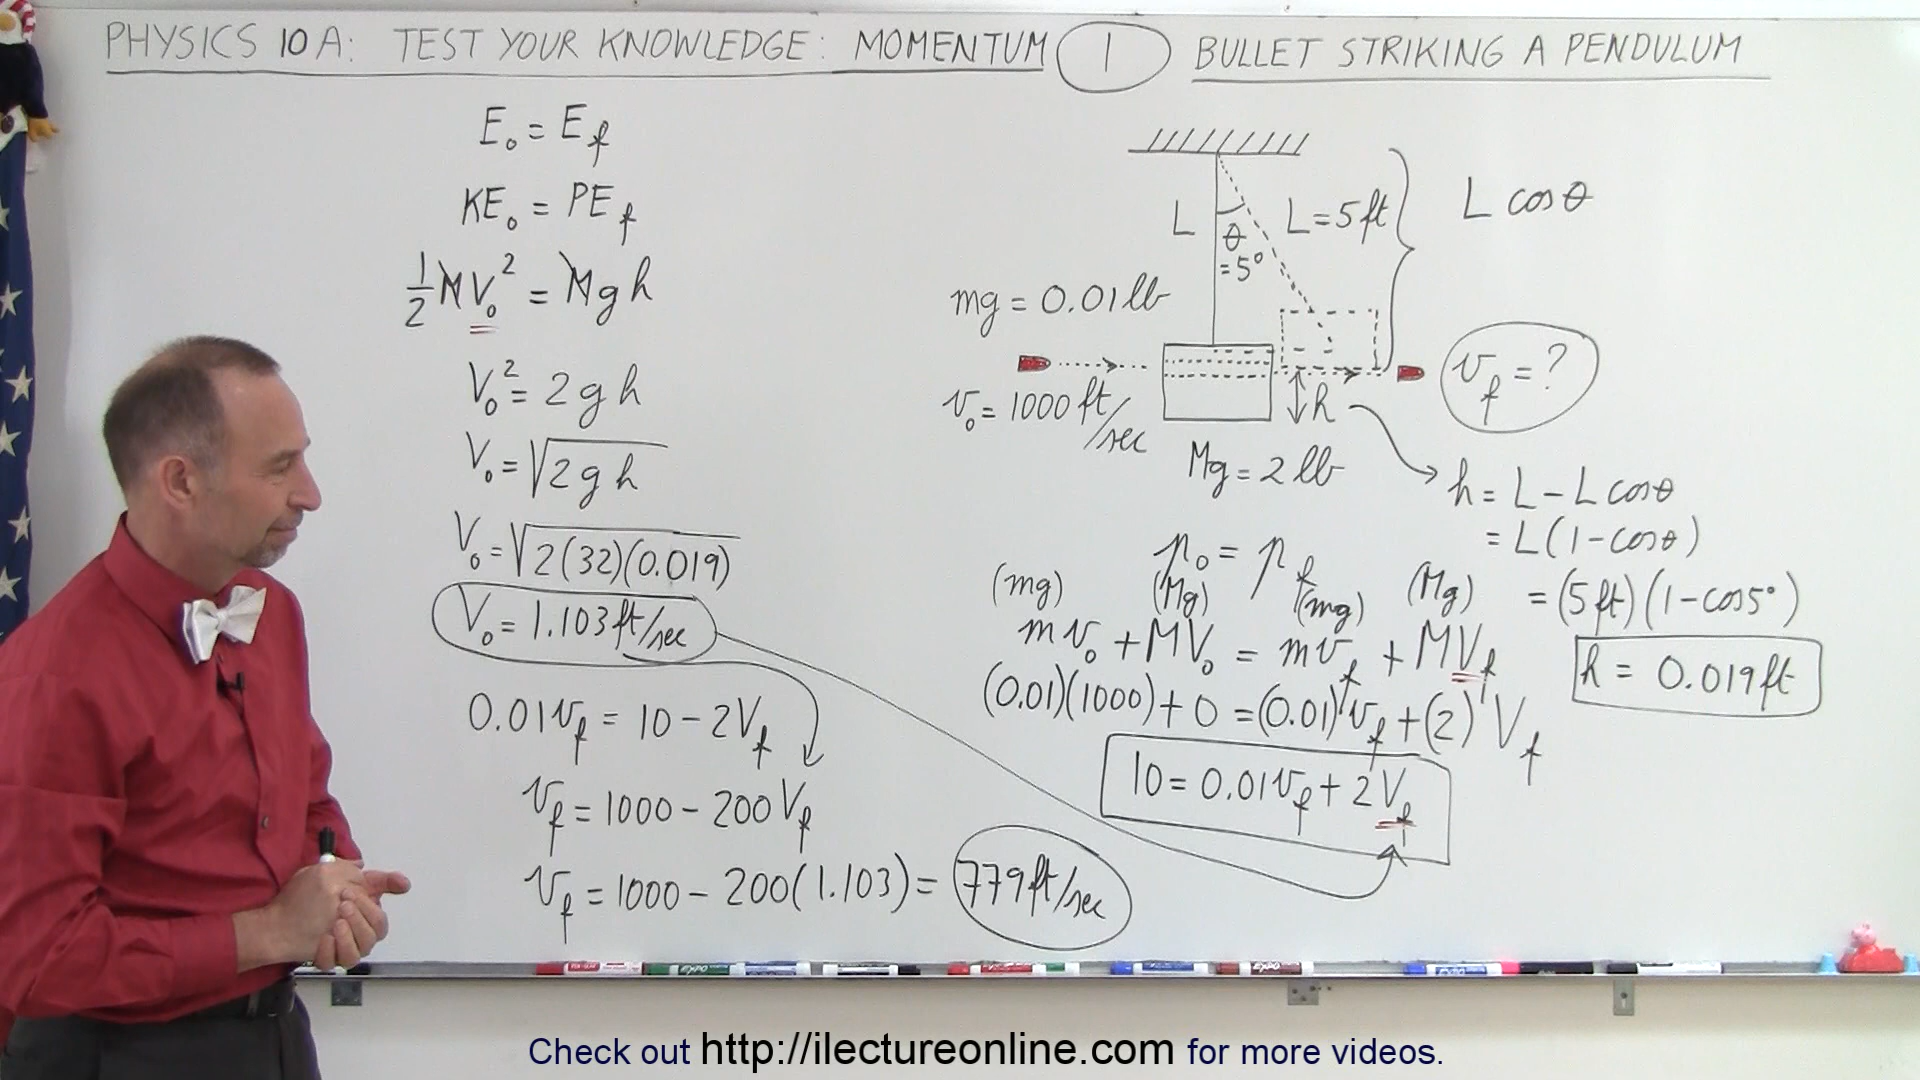 PHYSICS 10A: TEST YOUR KNOWLEDGE: MOMENTUM 1 BULLET STRIKING A PENDULUM
E₀ = E_f
KE₀ = PE_f
½MV₀² = Mgh
V₀² = 2gh
V₀ = √2gh
V₀ = √2(32)(0.019)
V₀ = 1.103 ft/sec
0.01v_f = 10 - 2V_f
v_f = 1000 - 200V_f
v_f = 1000 - 200(1.103) = 779 ft/sec
L
θ = 5°
L = 5 ft
L cos θ
mg = 0.01 lb
v₀ = 1000 ft/sec
h
v_f = ?
Mg = 2 lb
h = L - L cos θ
= L(1 - cos θ)
= (5 ft)(1 - cos 5°)
h = 0.019 ft
p₀ = p_f
(mg) (Mg) (mg) (Mg)
mv₀ + MV₀ = mv_f + MV_f
(0.01)(1000) + 0 = (0.01)v_f + (2)V_f
10 = 0.01v_f + 2V_f
EXPO
EXPO
Check out http://ilectureonline.com for more videos.